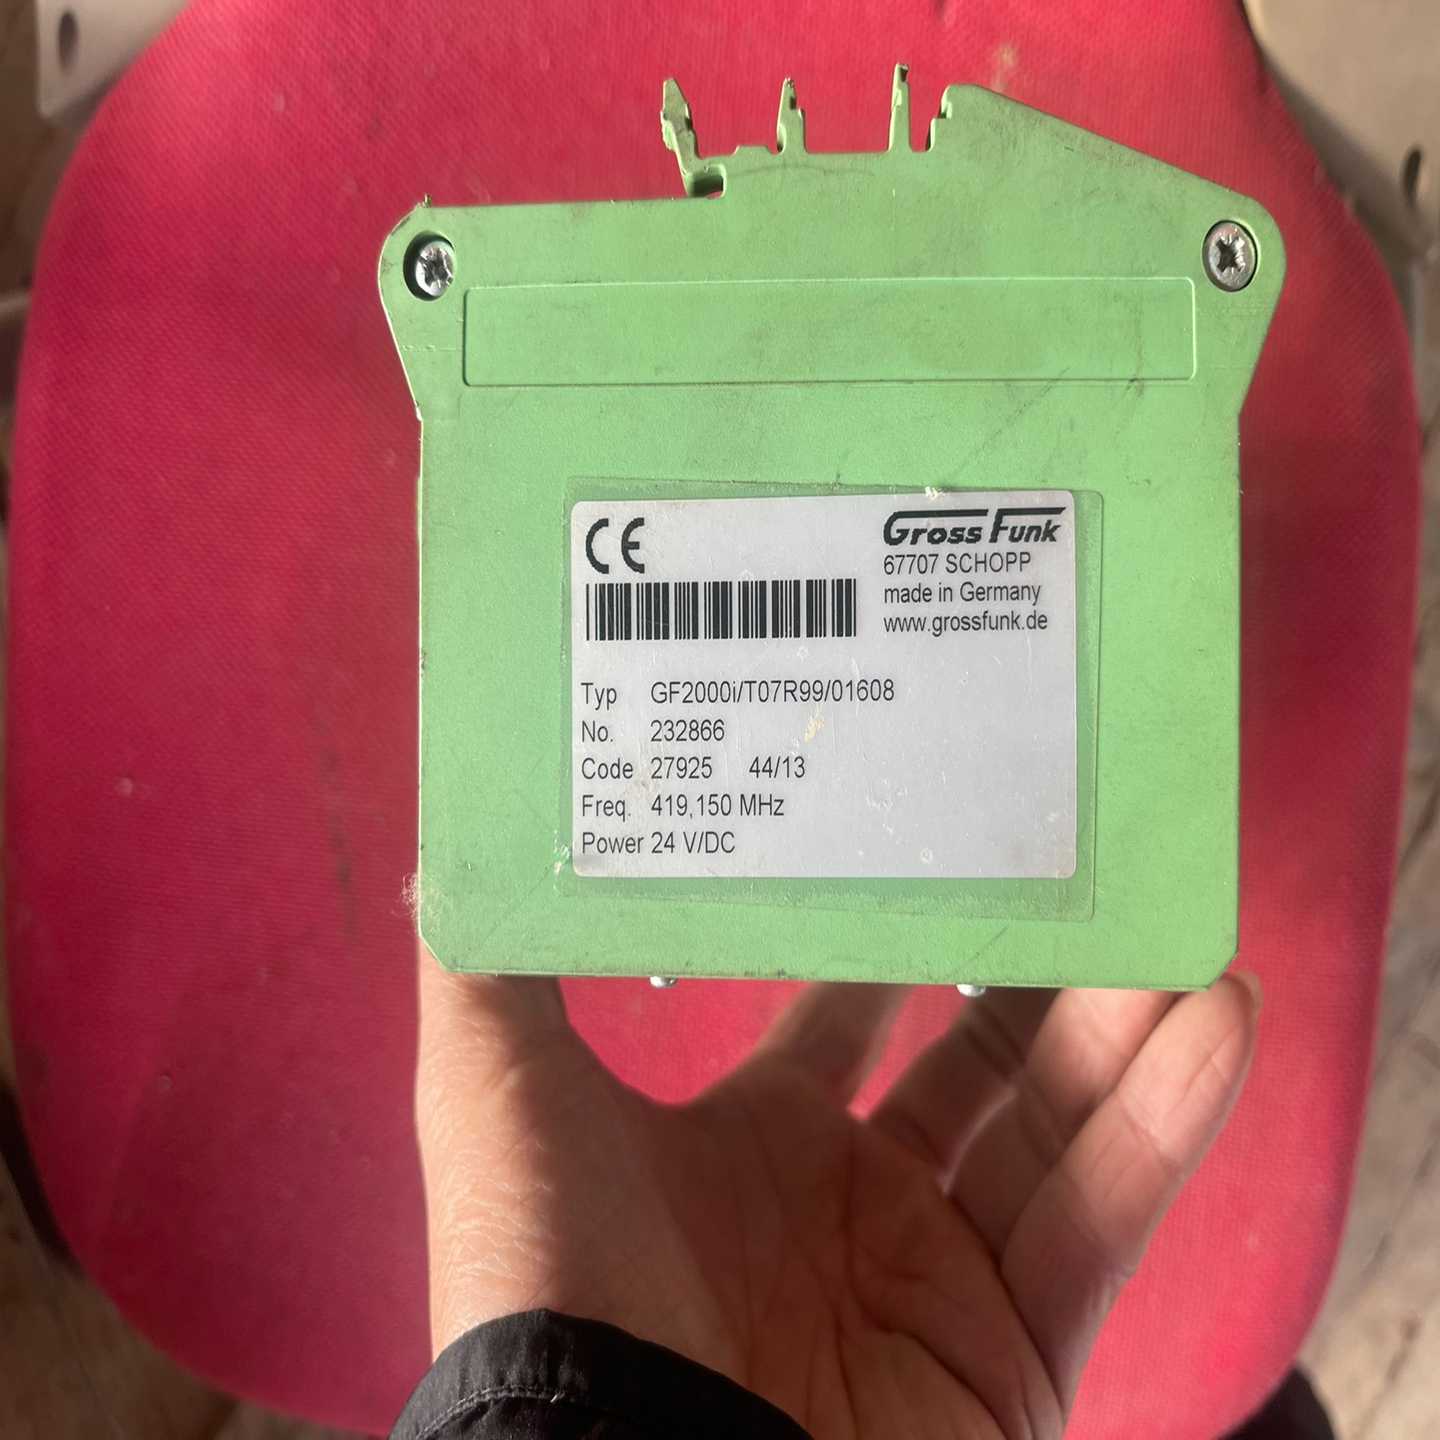 CE
Gross Funk
67707 SCHOPP
made in Germany
www.grossfunk.de
Typ GF2000i/T07R99/01608
No. 232866
Code 27925 44/13
Freq. 419,150 MHz
Power 24 V/DC